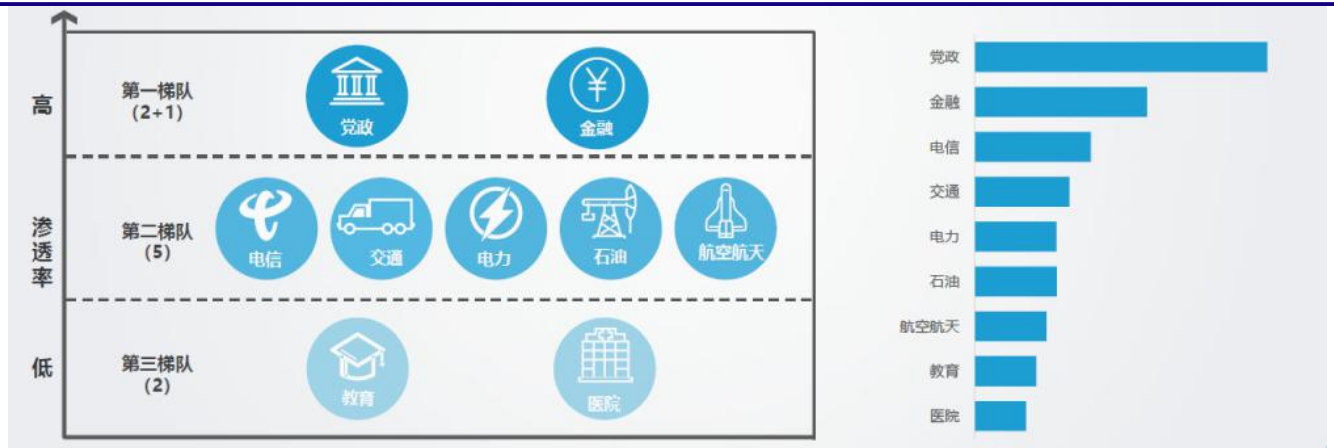 高
渗
透
率
低
第一梯队
(2+1)
党政
¥
金融
第二梯队
(5)
电信
交通
电力
石油
航空航天
第三梯队
(2)
教育
医院
党政
金融
电信
交通
电力
石油
航空航天
教育
医院